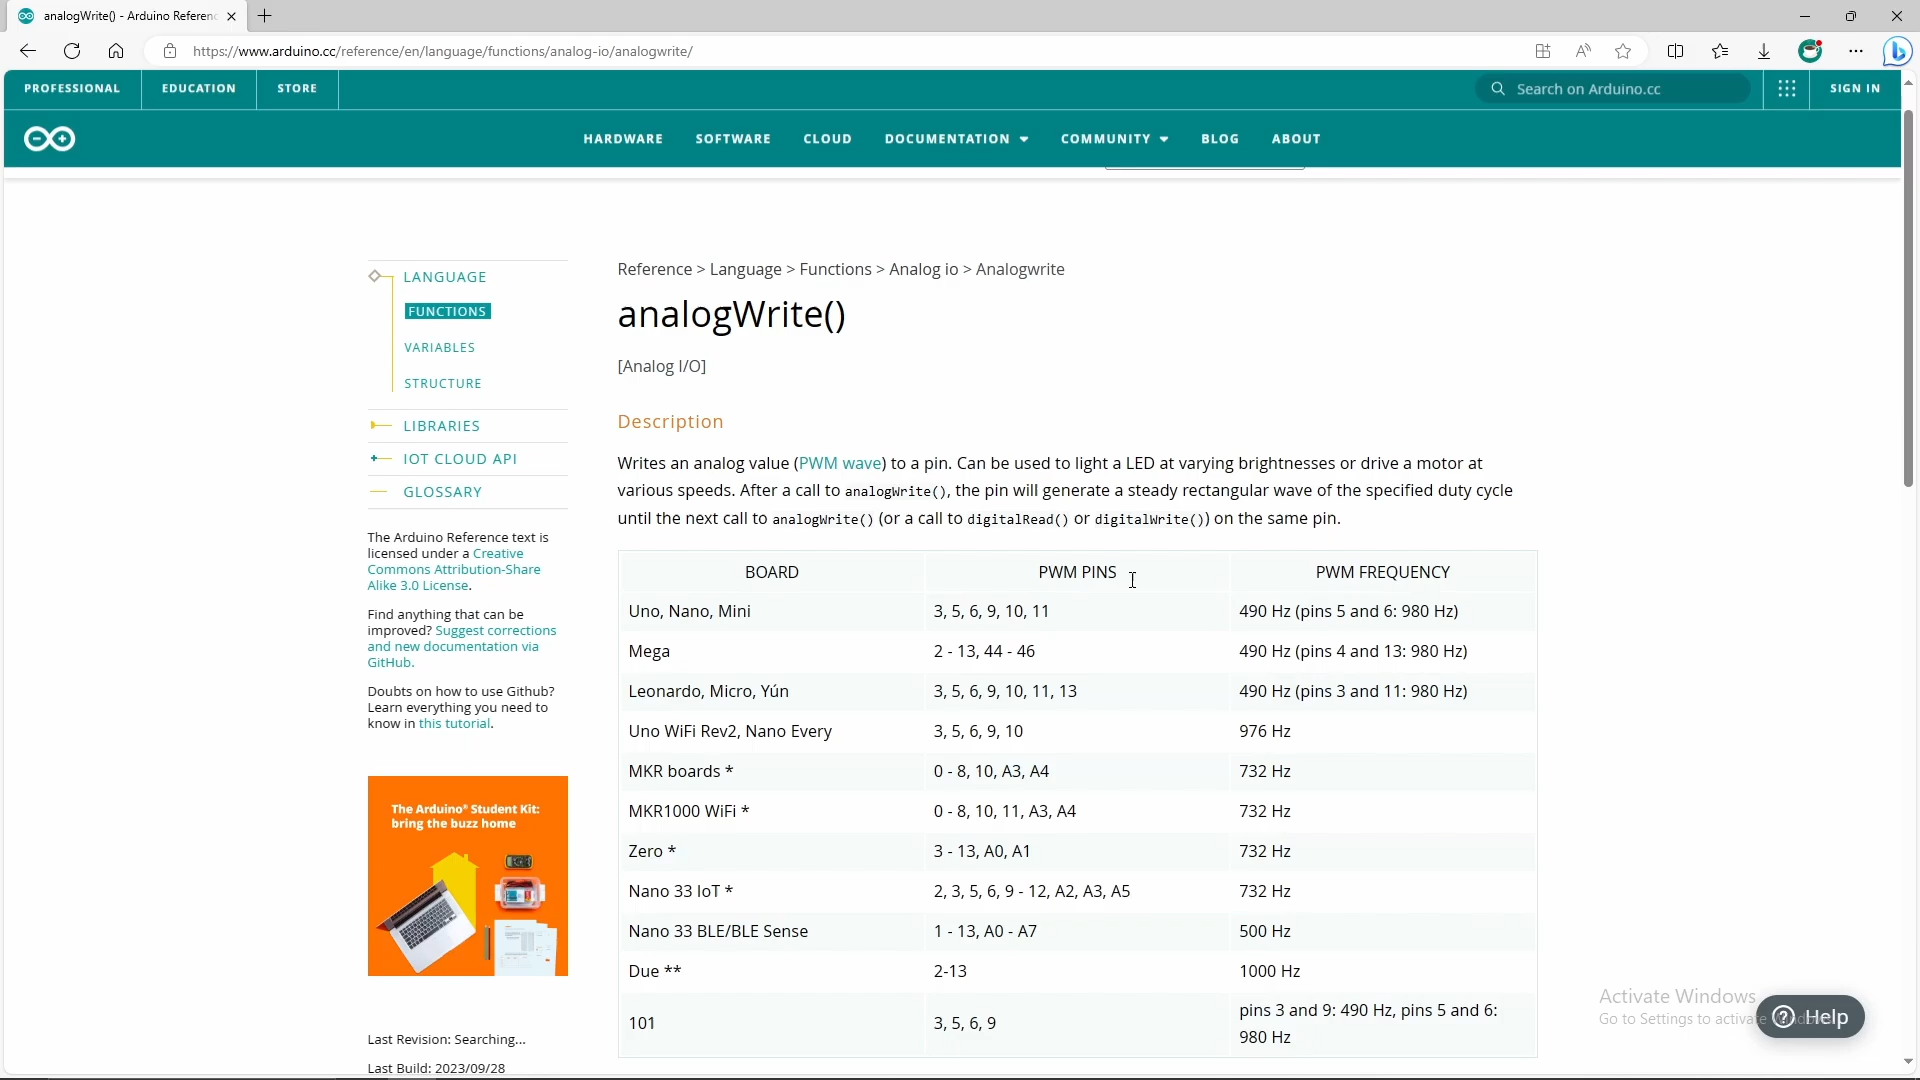 analogWrite() - Arduino Referenc
https://www.arduino.cc/reference/en/language/functions/analog-io/analogwrite/
PROFESSIONAL EDUCATION STORE Search on Arduino.cc SIGN IN
HARDWARE SOFTWARE CLOUD DOCUMENTATION COMMUNITY BLOG ABOUT
LANGUAGE
FUNCTIONS
VARIABLES
STRUCTURE
LIBRARIES
IOT CLOUD API
GLOSSARY
The Arduino Reference text is
licensed under a Creative
Commons Attribution-Share
Alike 3.0 License.
Find anything that can be
improved? Suggest corrections
and new documentation via
GitHub.
Doubts on how to use Github?
Learn everything you need to
know in this tutorial.
The Arduino® Student Kit:
bring the buzz home
Last Revision: Searching...
Last Build: 2023/09/28
Reference > Language > Functions > Analog io > Analogwrite
analogWrite()
[Analog I/O]
Description
Writes an analog value (PWM wave) to a pin. Can be used to light a LED at varying brightnesses or drive a motor at
various speeds. After a call to analogWrite(), the pin will generate a steady rectangular wave of the specified duty cycle
until the next call to analogWrite() (or a call to digitalRead() or digitalWrite()) on the same pin.
BOARD PWM PINS PWM FREQUENCY
Uno, Nano, Mini 3, 5, 6, 9, 10, 11 490 Hz (pins 5 and 6: 980 Hz)
Mega 2 - 13, 44 - 46 490 Hz (pins 4 and 13: 980 Hz)
Leonardo, Micro, Yún 3, 5, 6, 9, 10, 11, 13 490 Hz (pins 3 and 11: 980 Hz)
Uno WiFi Rev2, Nano Every 3, 5, 6, 9, 10 976 Hz
MKR boards * 0 - 8, 10, A3, A4 732 Hz
MKR1000 WiFi * 0 - 8, 10, 11, A3, A4 732 Hz
Zero * 3 - 13, A0, A1 732 Hz
Nano 33 IoT * 2, 3, 5, 6, 9 - 12, A2, A3, A5 732 Hz
Nano 33 BLE/BLE Sense 1 - 13, A0 - A7 500 Hz
Due ** 2-13 1000 Hz
101 3, 5, 6, 9 pins 3 and 9: 490 Hz, pins 5 and 6:
980 Hz
Activate Windows
Go to Settings to activate
Help